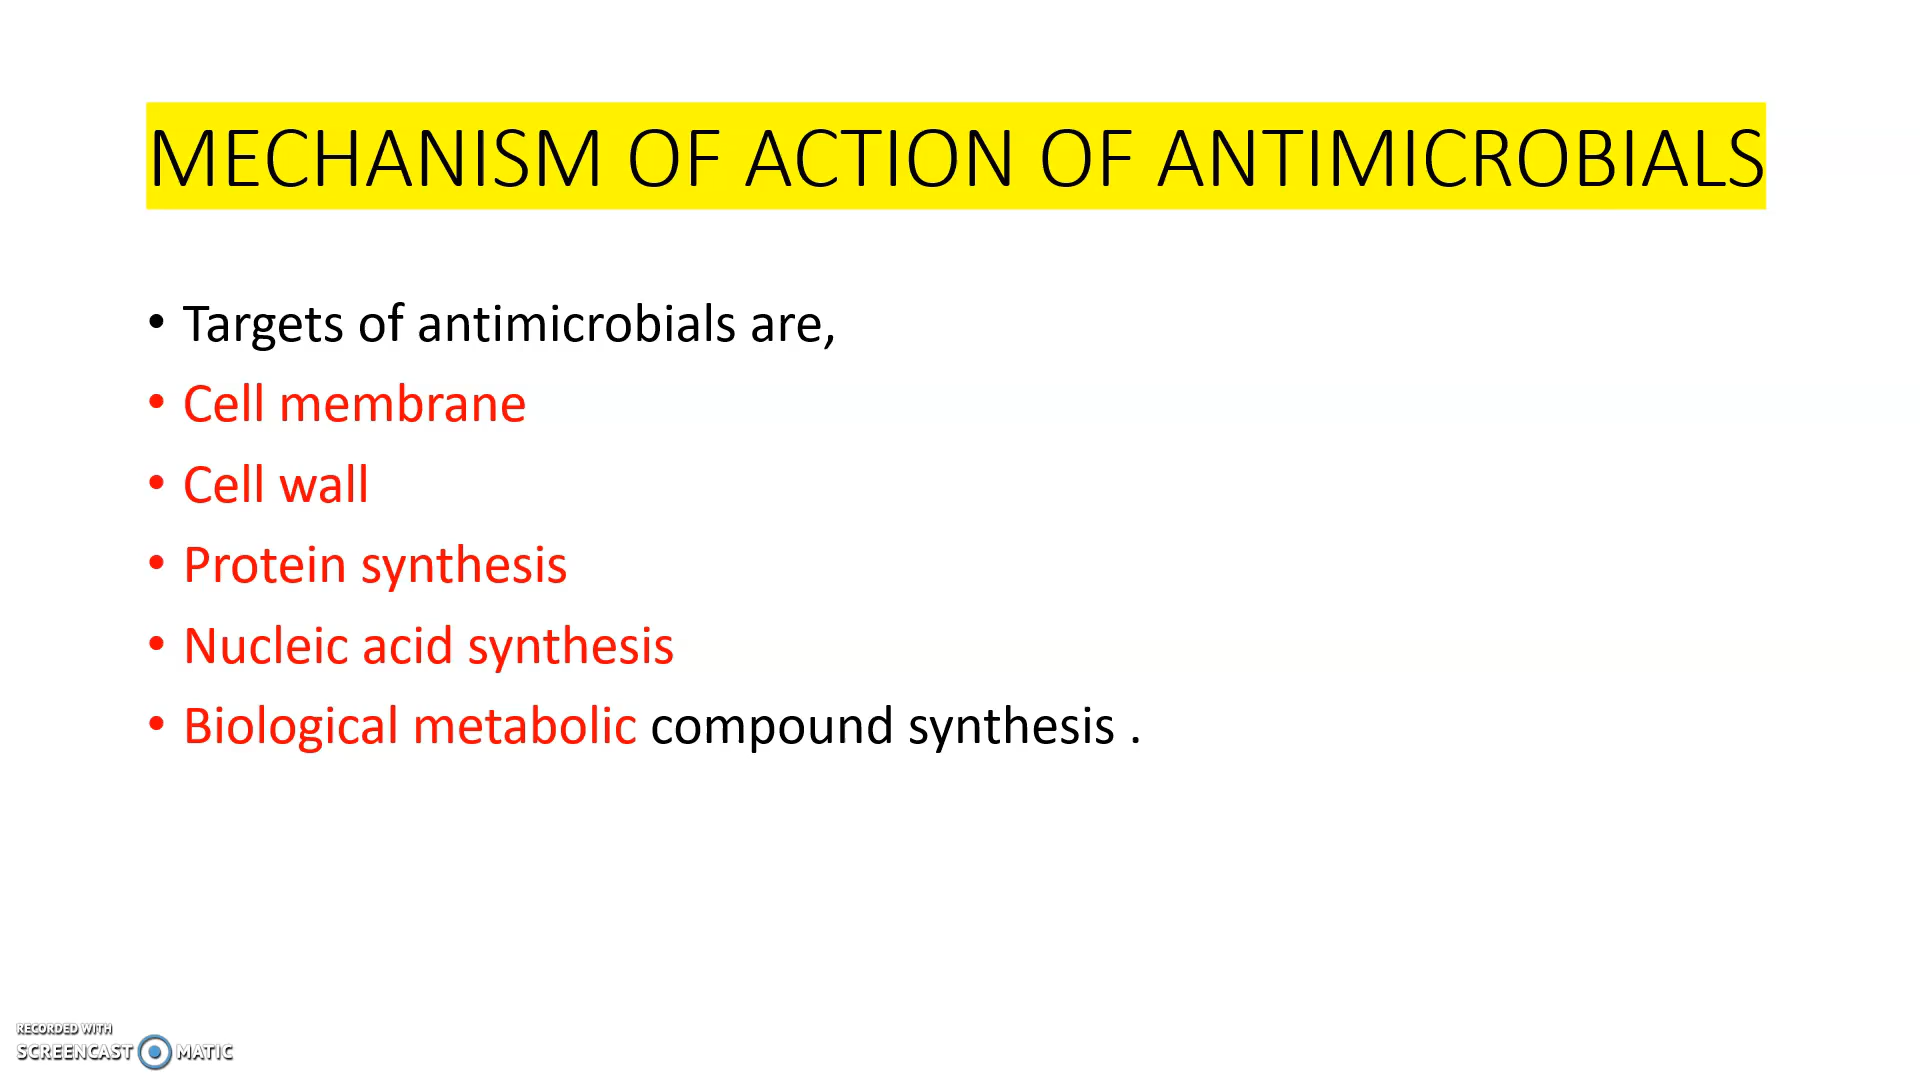 MECHANISM OF ACTION OF ANTIMICROBIALS
• Targets of antimicrobials are,
• Cell membrane
• Cell wall
• Protein synthesis
• Nucleic acid synthesis
• Biological metabolic compound synthesis .
RECORDED WITH
SCREENCAST MATIC